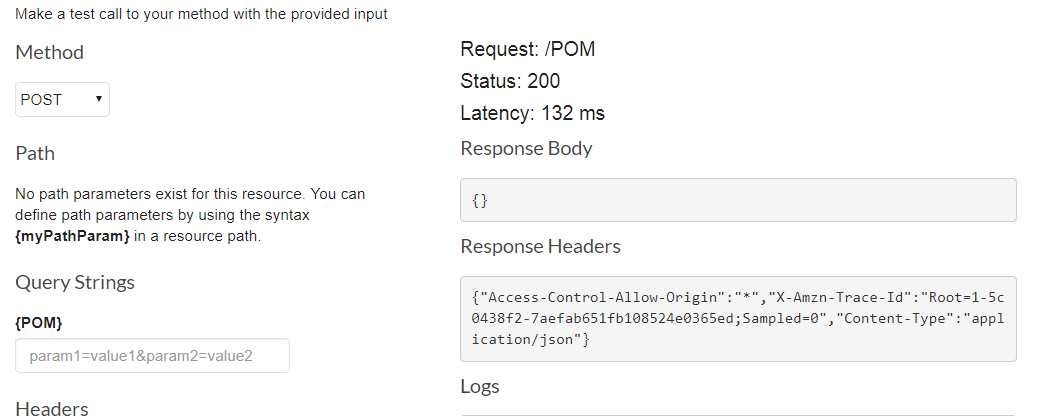 Make a test call to your method with the provided input
Method
POST
Path
No path parameters exist for this resource. You can
define path parameters by using the syntax
{myPathParam} in a resource path.
Query Strings
{POM}
param1=value1&param2=value2
Headers
Request: /POM
Status: 200
Latency: 132 ms
Response Body
{}
Response Headers
{"Access-Control-Allow-Origin":"*","X-Amzn-Trace-Id":"Root=1-5c
0438f2-7aefab651fb108524e0365ed;Sampled=0","Content-Type":"appl
ication/json"}
Logs